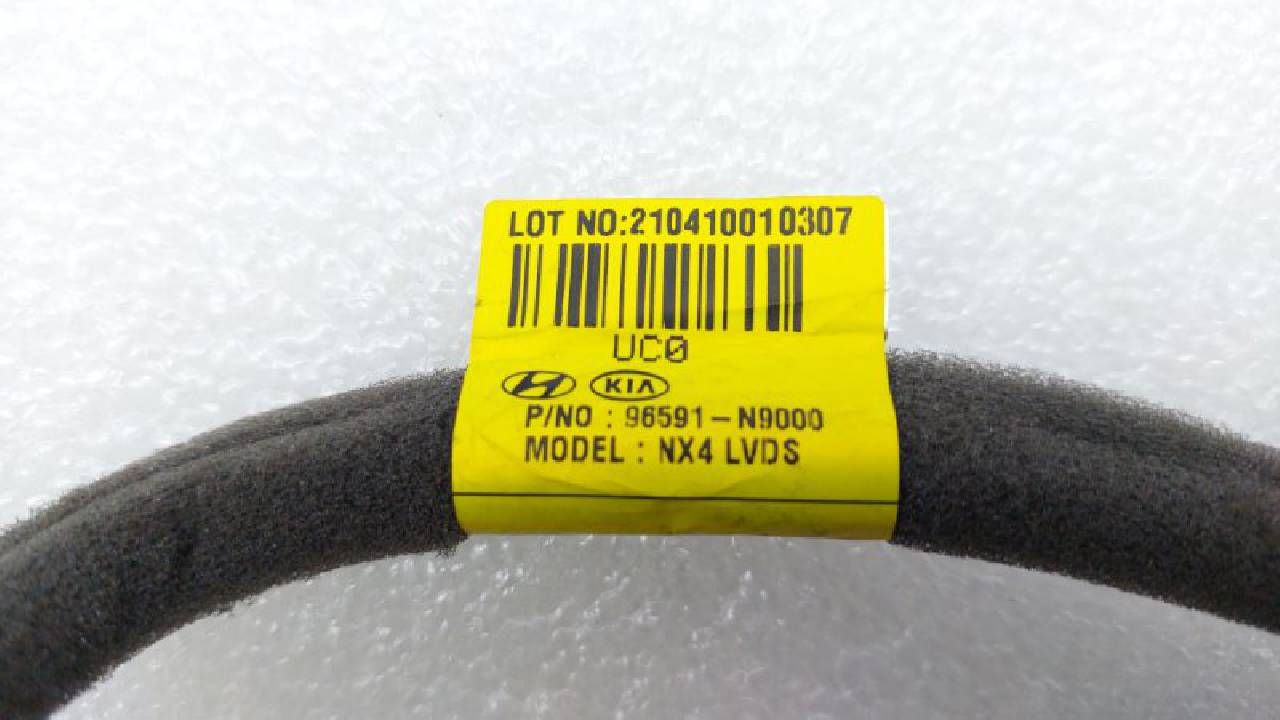 LOT NO:210410010307
UC0
KIA
P/NO : 96591-N9000
MODEL : NX4 LVDS